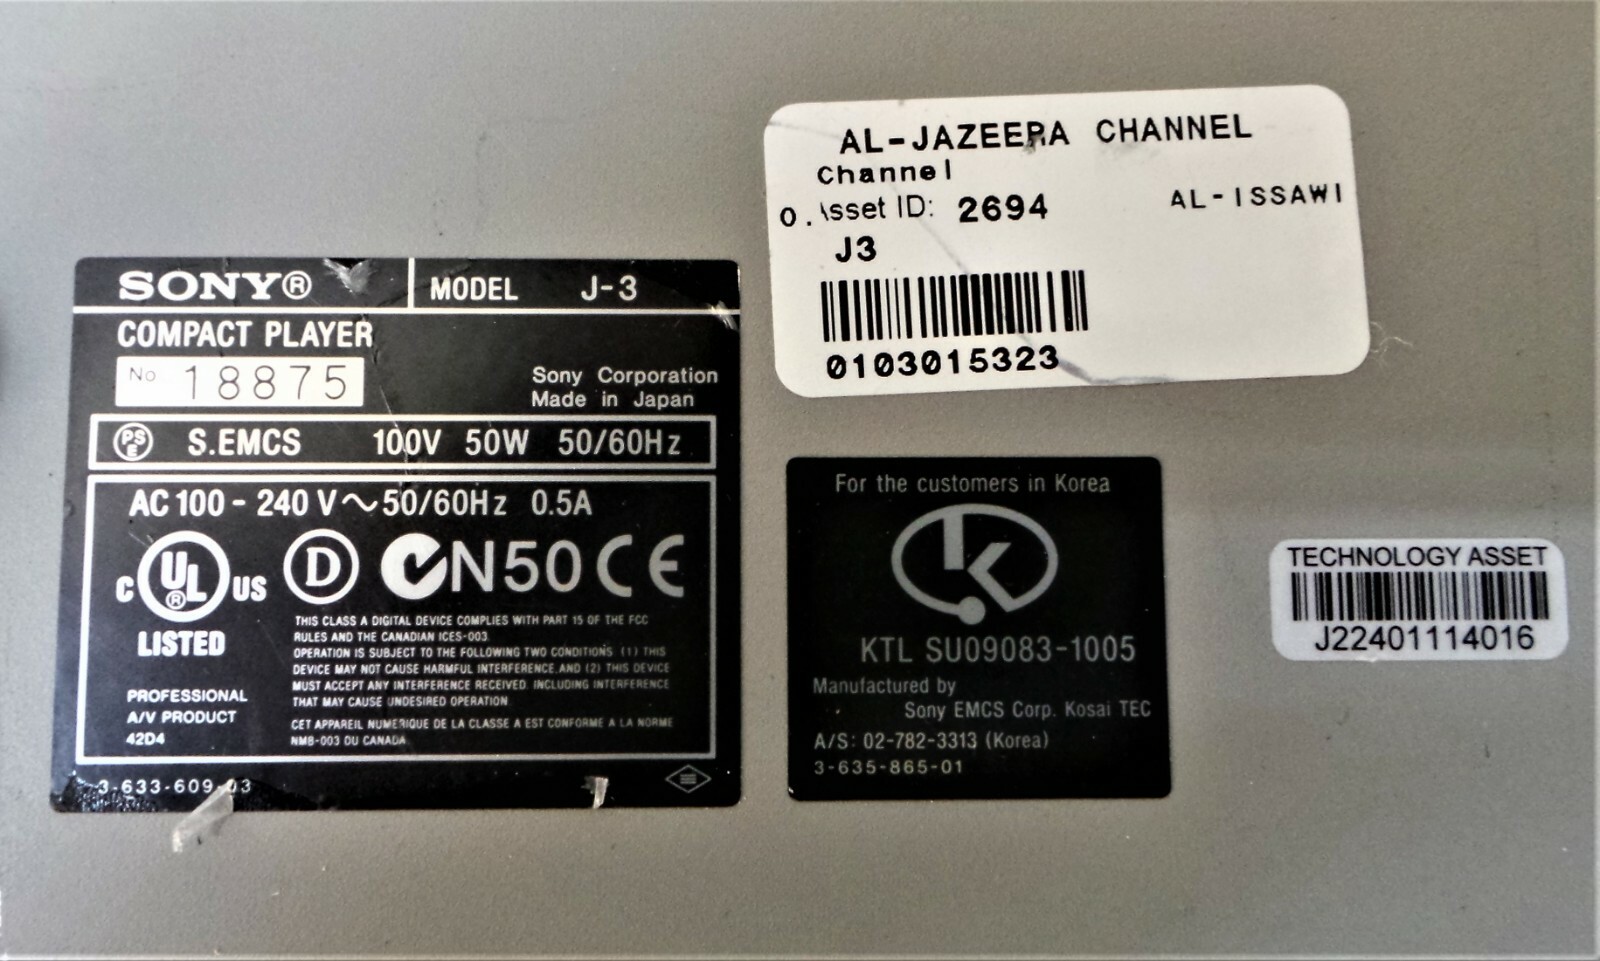 AL-JAZEERA CHANNEL
Channel
O. Asset ID: 2694 AL-ISSAWI
J3
0103015323
SONY® MODEL J-3
COMPACT PLAYER
No 18875
Sony Corporation
Made in Japan
PSE S.EMCS 100V 50W 50/60Hz
AC 100 - 240 V ~ 50/60Hz 0.5A
C UL® US D N50 CE
LISTED
PROFESSIONAL
A/V PRODUCT
42D4
THIS CLASS A DIGITAL DEVICE COMPLIES WITH PART 15 OF THE FCC
RULES AND THE CANADIAN ICES-003.
OPERATION IS SUBJECT TO THE FOLLOWING TWO CONDITIONS: (1) THIS
DEVICE MAY NOT CAUSE HARMFUL INTERFERENCE,AND (2) THIS DEVICE
MUST ACCEPT ANY INTERFERENCE RECEIVED, INCLUDING INTERFERENCE
THAT MAY CAUSE UNDESIRED OPERATION.
CET APPAREIL NUMERIQUE DE LA CLASSE A EST CONFORME A LA NORME
NMB-003 DU CANADA.
3-633-609-03
For the customers in Korea
K
KTL SU09083-1005
Manufactured by
Sony EMCS Corp. Kosai TEC
A/S: 02-782-3313 (Korea)
3-635-865-01
TECHNOLOGY ASSET
J22401114016